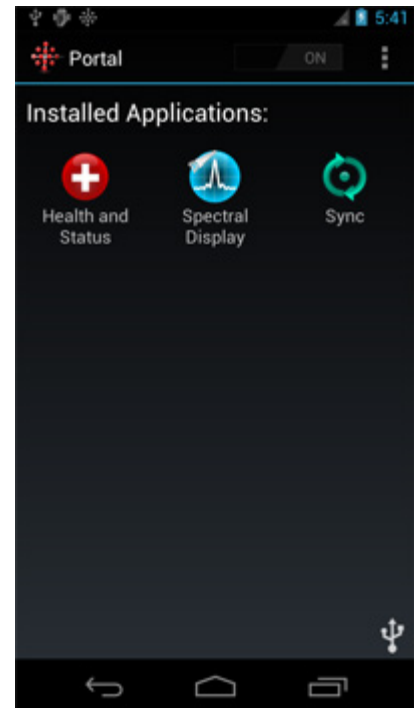 5:41
Portal
ON
Installed Applications:
Health and
Status
Spectral
Display
Sync